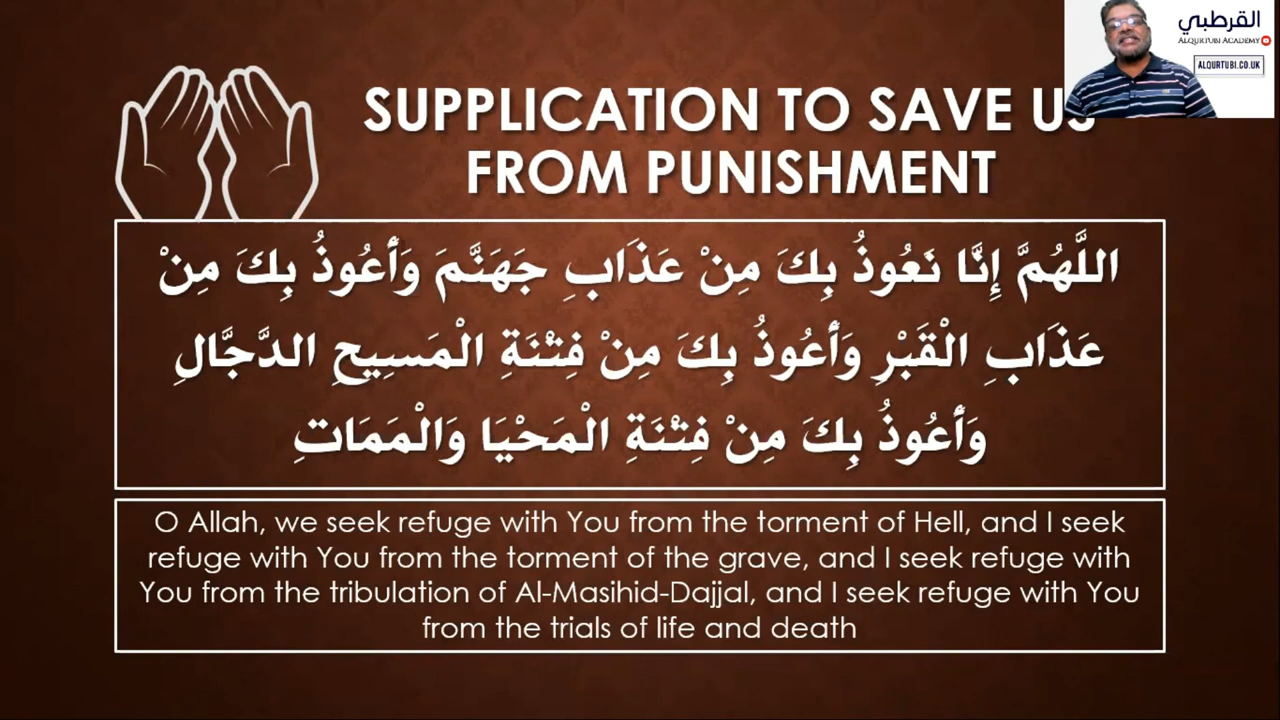 القرطبي
ALQURTUBI ACADEMY
ALQURTUBI.CO.UK
SUPPLICATION TO SAVE US
FROM PUNISHMENT
اللَّهُمَّ إِنَّا نَعُوذُ بِكَ مِنْ عَذَابِ جَهَنَّمَ وَأَعُوذُ بِكَ مِنْ
عَذَابِ الْقَبْرِ وَأَعُوذُ بِكَ مِنْ فِتْنَةِ الْمَسِيحِ الدَّجَّالِ
وَأَعُوذُ بِكَ مِنْ فِتْنَةِ الْمَحْيَا وَالْمَمَاتِ
O Allah, we seek refuge with You from the torment of Hell, and I seek
refuge with You from the torment of the grave, and I seek refuge with
You from the tribulation of Al-Masihid-Dajjal, and I seek refuge with You
from the trials of life and death